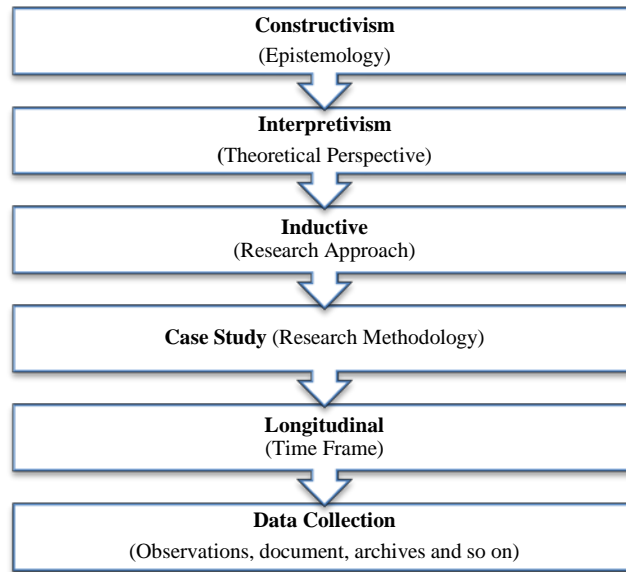 Constructivism
(Epistemology)
Interpretivism
(Theoretical Perspective)
Inductive
(Research Approach)
Case Study (Research Methodology)
Longitudinal
(Time Frame)
Data Collection
(Observations, document, archives and so on)